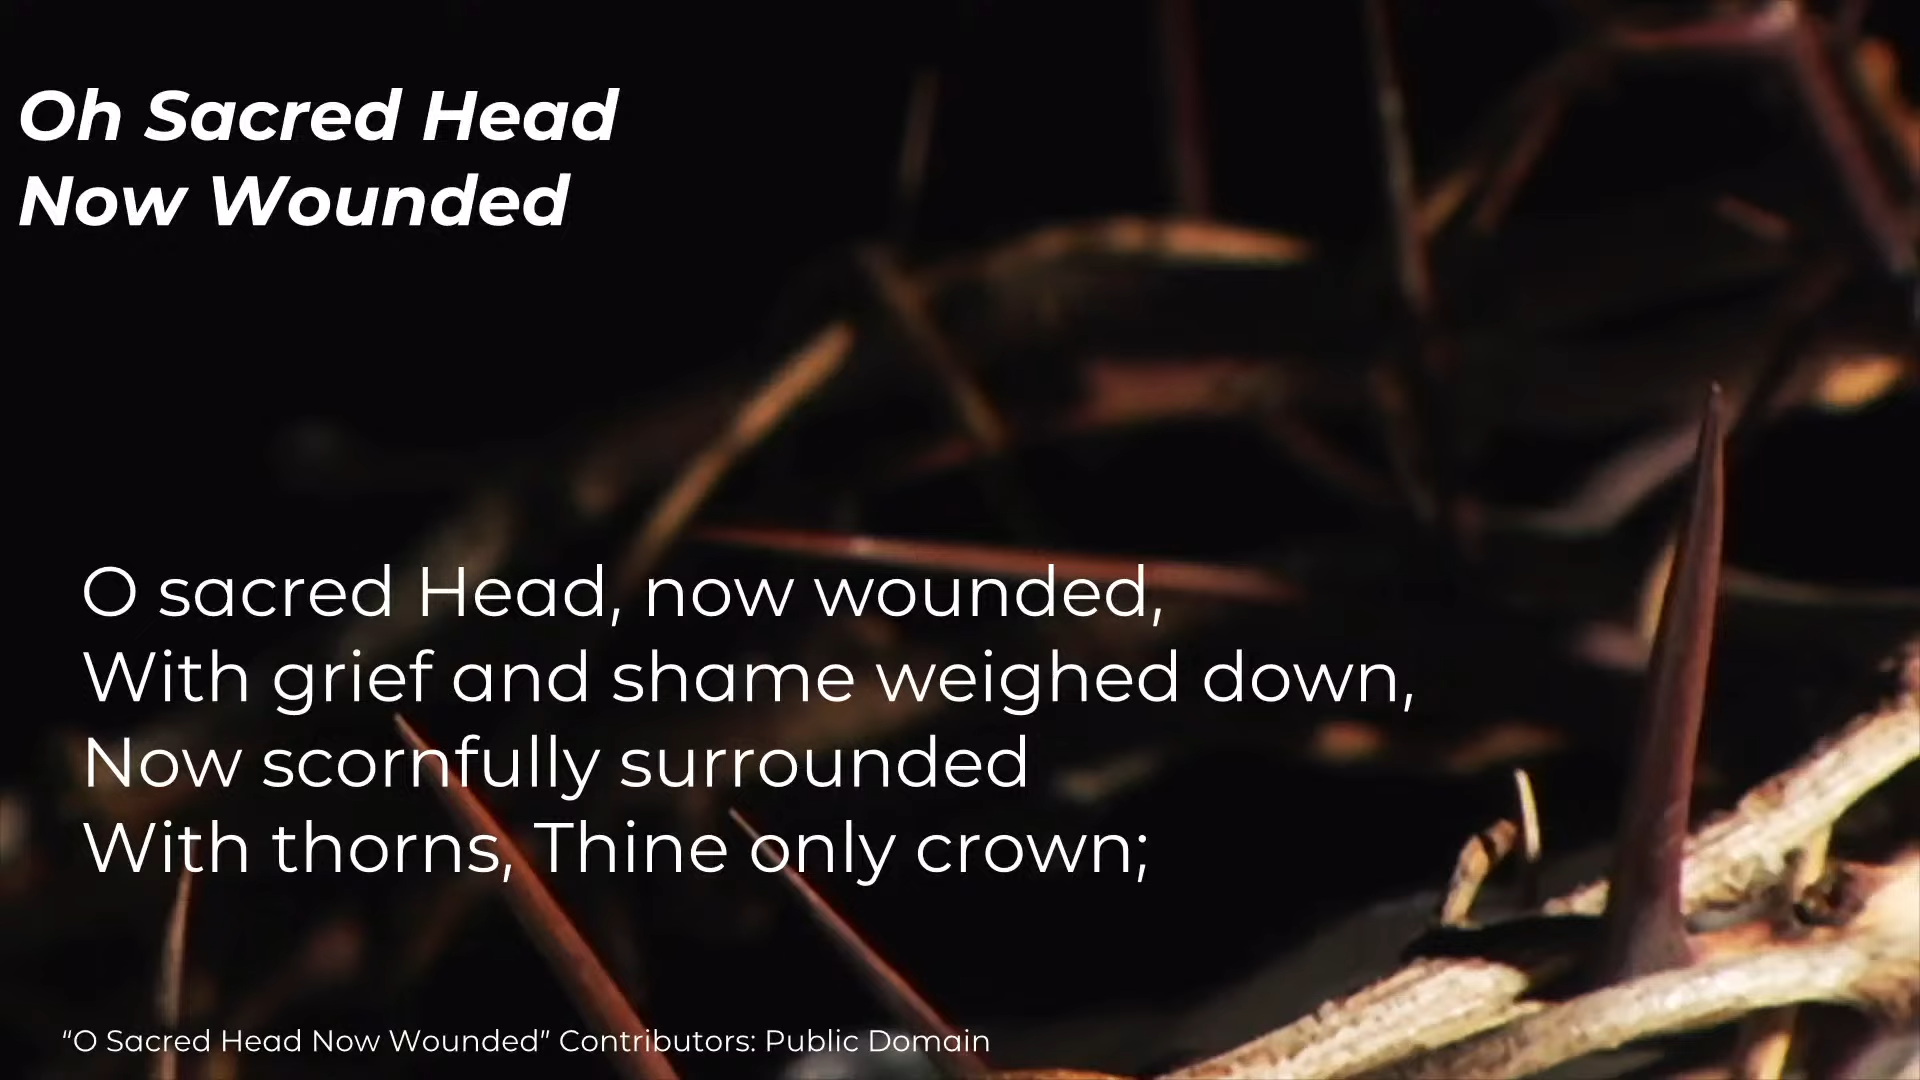 Oh Sacred Head
Now Wounded
O sacred Head, now wounded,
With grief and shame weighed down,
Now scornfully surrounded
With thorns, Thine only crown;
“O Sacred Head Now Wounded” Contributors: Public Domain